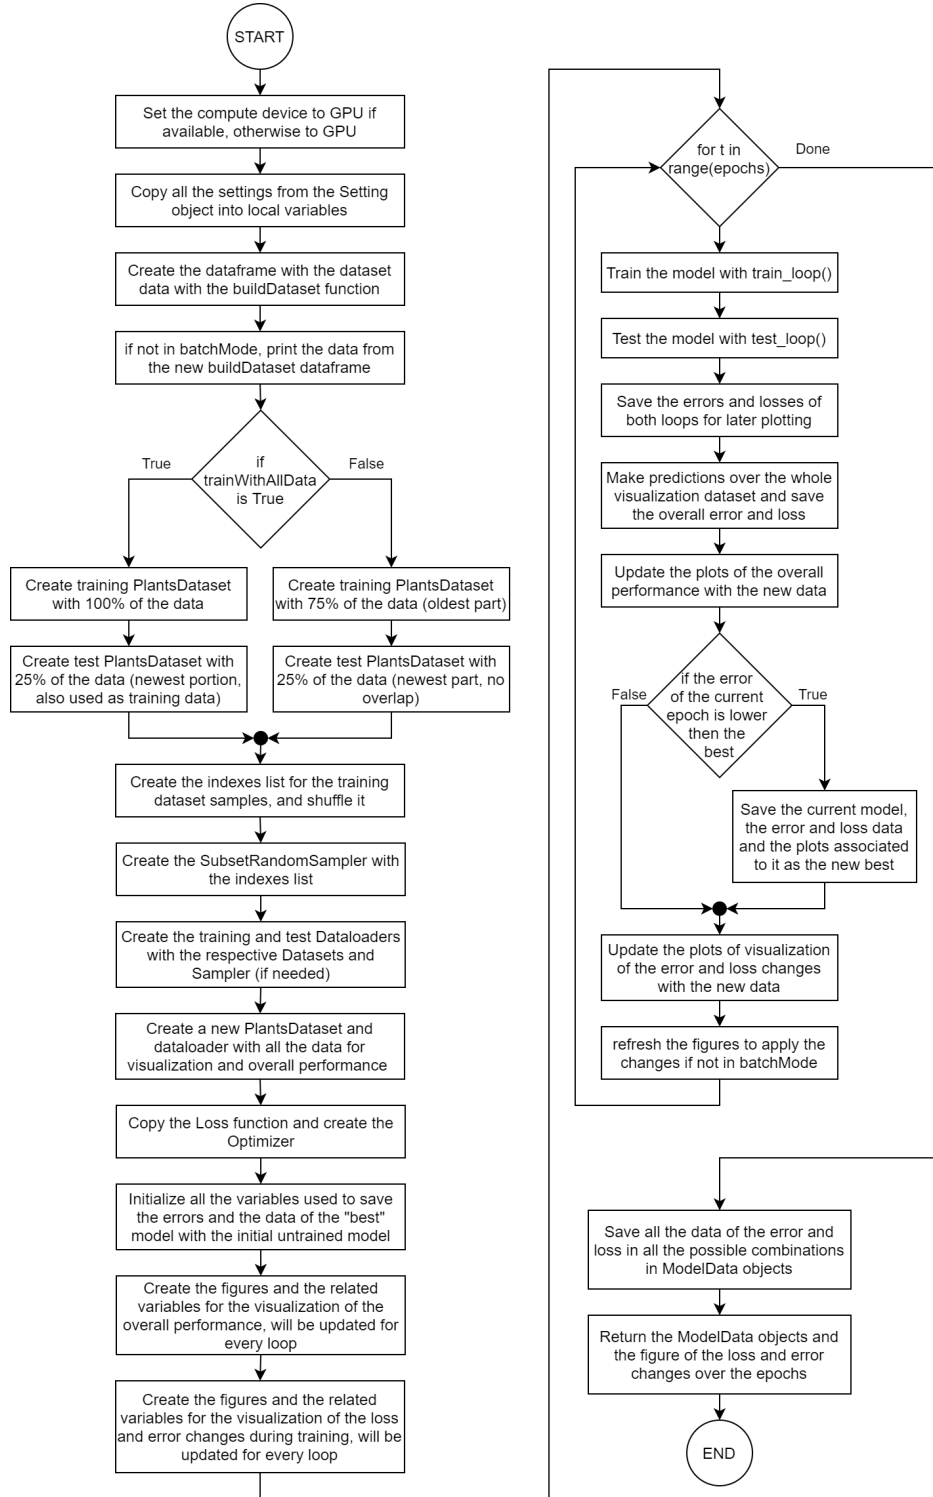 START
Set the compute device to GPU if
available, otherwise to GPU
Copy all the settings from the Setting
object into local variables
Create the dataframe with the dataset
data with the buildDataset function
if not in batchMode, print the data from
the new buildDataset dataframe
if
trainWithAllData
is True
True
False
Create training PlantsDataset
with 100% of the data
Create training PlantsDataset
with 75% of the data (oldest part)
Create test PlantsDataset with
25% of the data (newest portion,
also used as training data)
Create test PlantsDataset with
25% of the data (newest part, no
overlap)
Create the indexes list for the training
dataset samples, and shuffle it
Create the SubsetRandomSampler with
the indexes list
Create the training and test Dataloaders
with the respective Datasets and
Sampler (if needed)
Create a new PlantsDataset and
dataloader with all the data for
visualization and overall performance
Copy the Loss function and create the
Optimizer
Initialize all the variables used to save
the errors and the data of the "best"
model with the initial untrained model
Create the figures and the related
variables for the visualization of the
overall performance, will be updated for
every loop
Create the figures and the related
variables for the visualization of the loss
and error changes during training, will be
updated for every loop
for t in
range(epochs)
Done
Train the model with train_loop()
Test the model with test_loop()
Save the errors and losses of
both loops for later plotting
Make predictions over the whole
visualization dataset and save
the overall error and loss
Update the plots of the overall
performance with the new data
if the error
of the current
epoch is lower
then the
best
False
True
Save the current model,
the error and loss data
and the plots associated
to it as the new best
Update the plots of visualization
of the error and loss changes
with the new data
refresh the figures to apply the
changes if not in batchMode
Save all the data of the error and
loss in all the possible combinations
in ModelData objects
Return the ModelData objects and
the figure of the loss and error
changes over the epochs
END